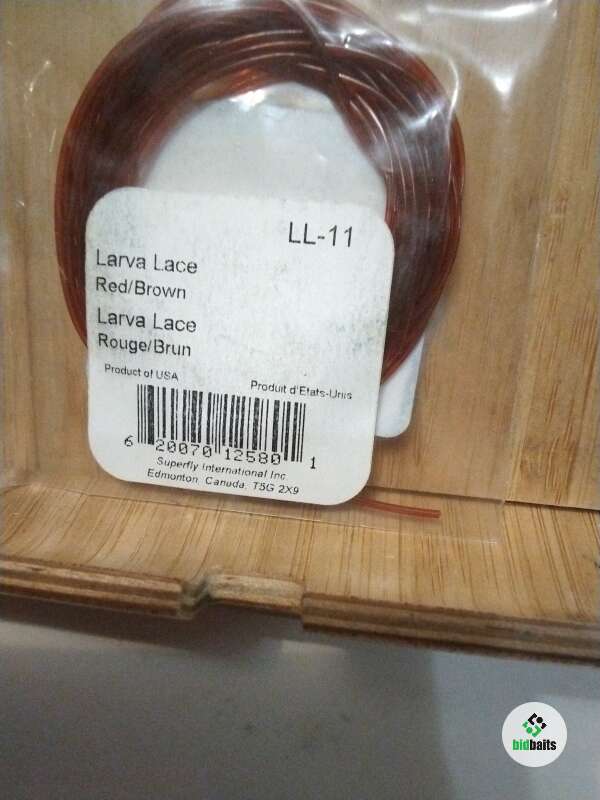 LL-11
Larva Lace
Red/Brown
Larva Lace
Rouge/Brun
Product of USA
Produit d'Etats-Unis
6 20070 12580 1
Superfly International Inc.
Edmonton, Canada, T5G 2X9
bidbaits